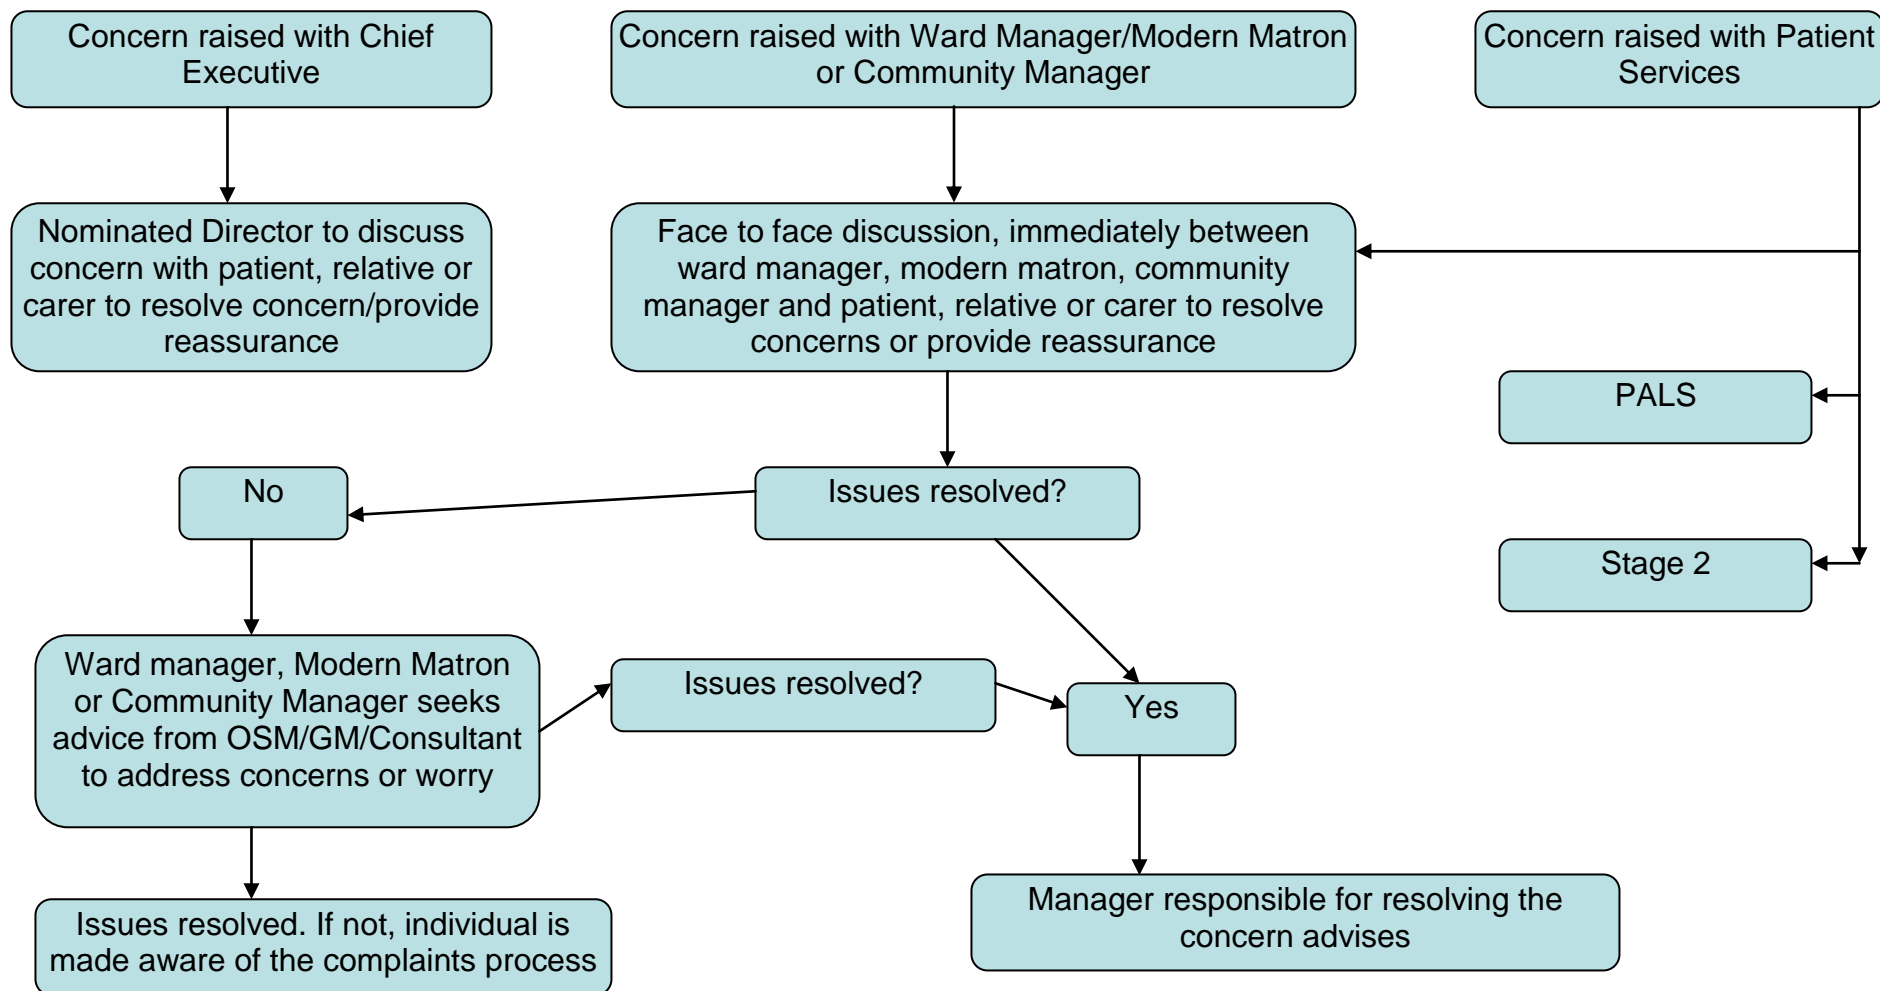 Concern raised with Chief
Executive
Concern raised with Ward Manager/Modern Matron
or Community Manager
Concern raised with Patient
Services
Nominated Director to discuss
concern with patient, relative or
carer to resolve concern/provide
reassurance
Face to face discussion, immediately between
ward manager, modern matron, community
manager and patient, relative or carer to resolve
concerns or provide reassurance
PALS
No
Issues resolved?
Stage 2
Ward manager, Modern Matron
or Community Manager seeks
advice from OSM/GM/Consultant
to address concerns or worry
Issues resolved?
Yes
Issues resolved. If not, individual is
made aware of the complaints process
Manager responsible for resolving the
concern advises